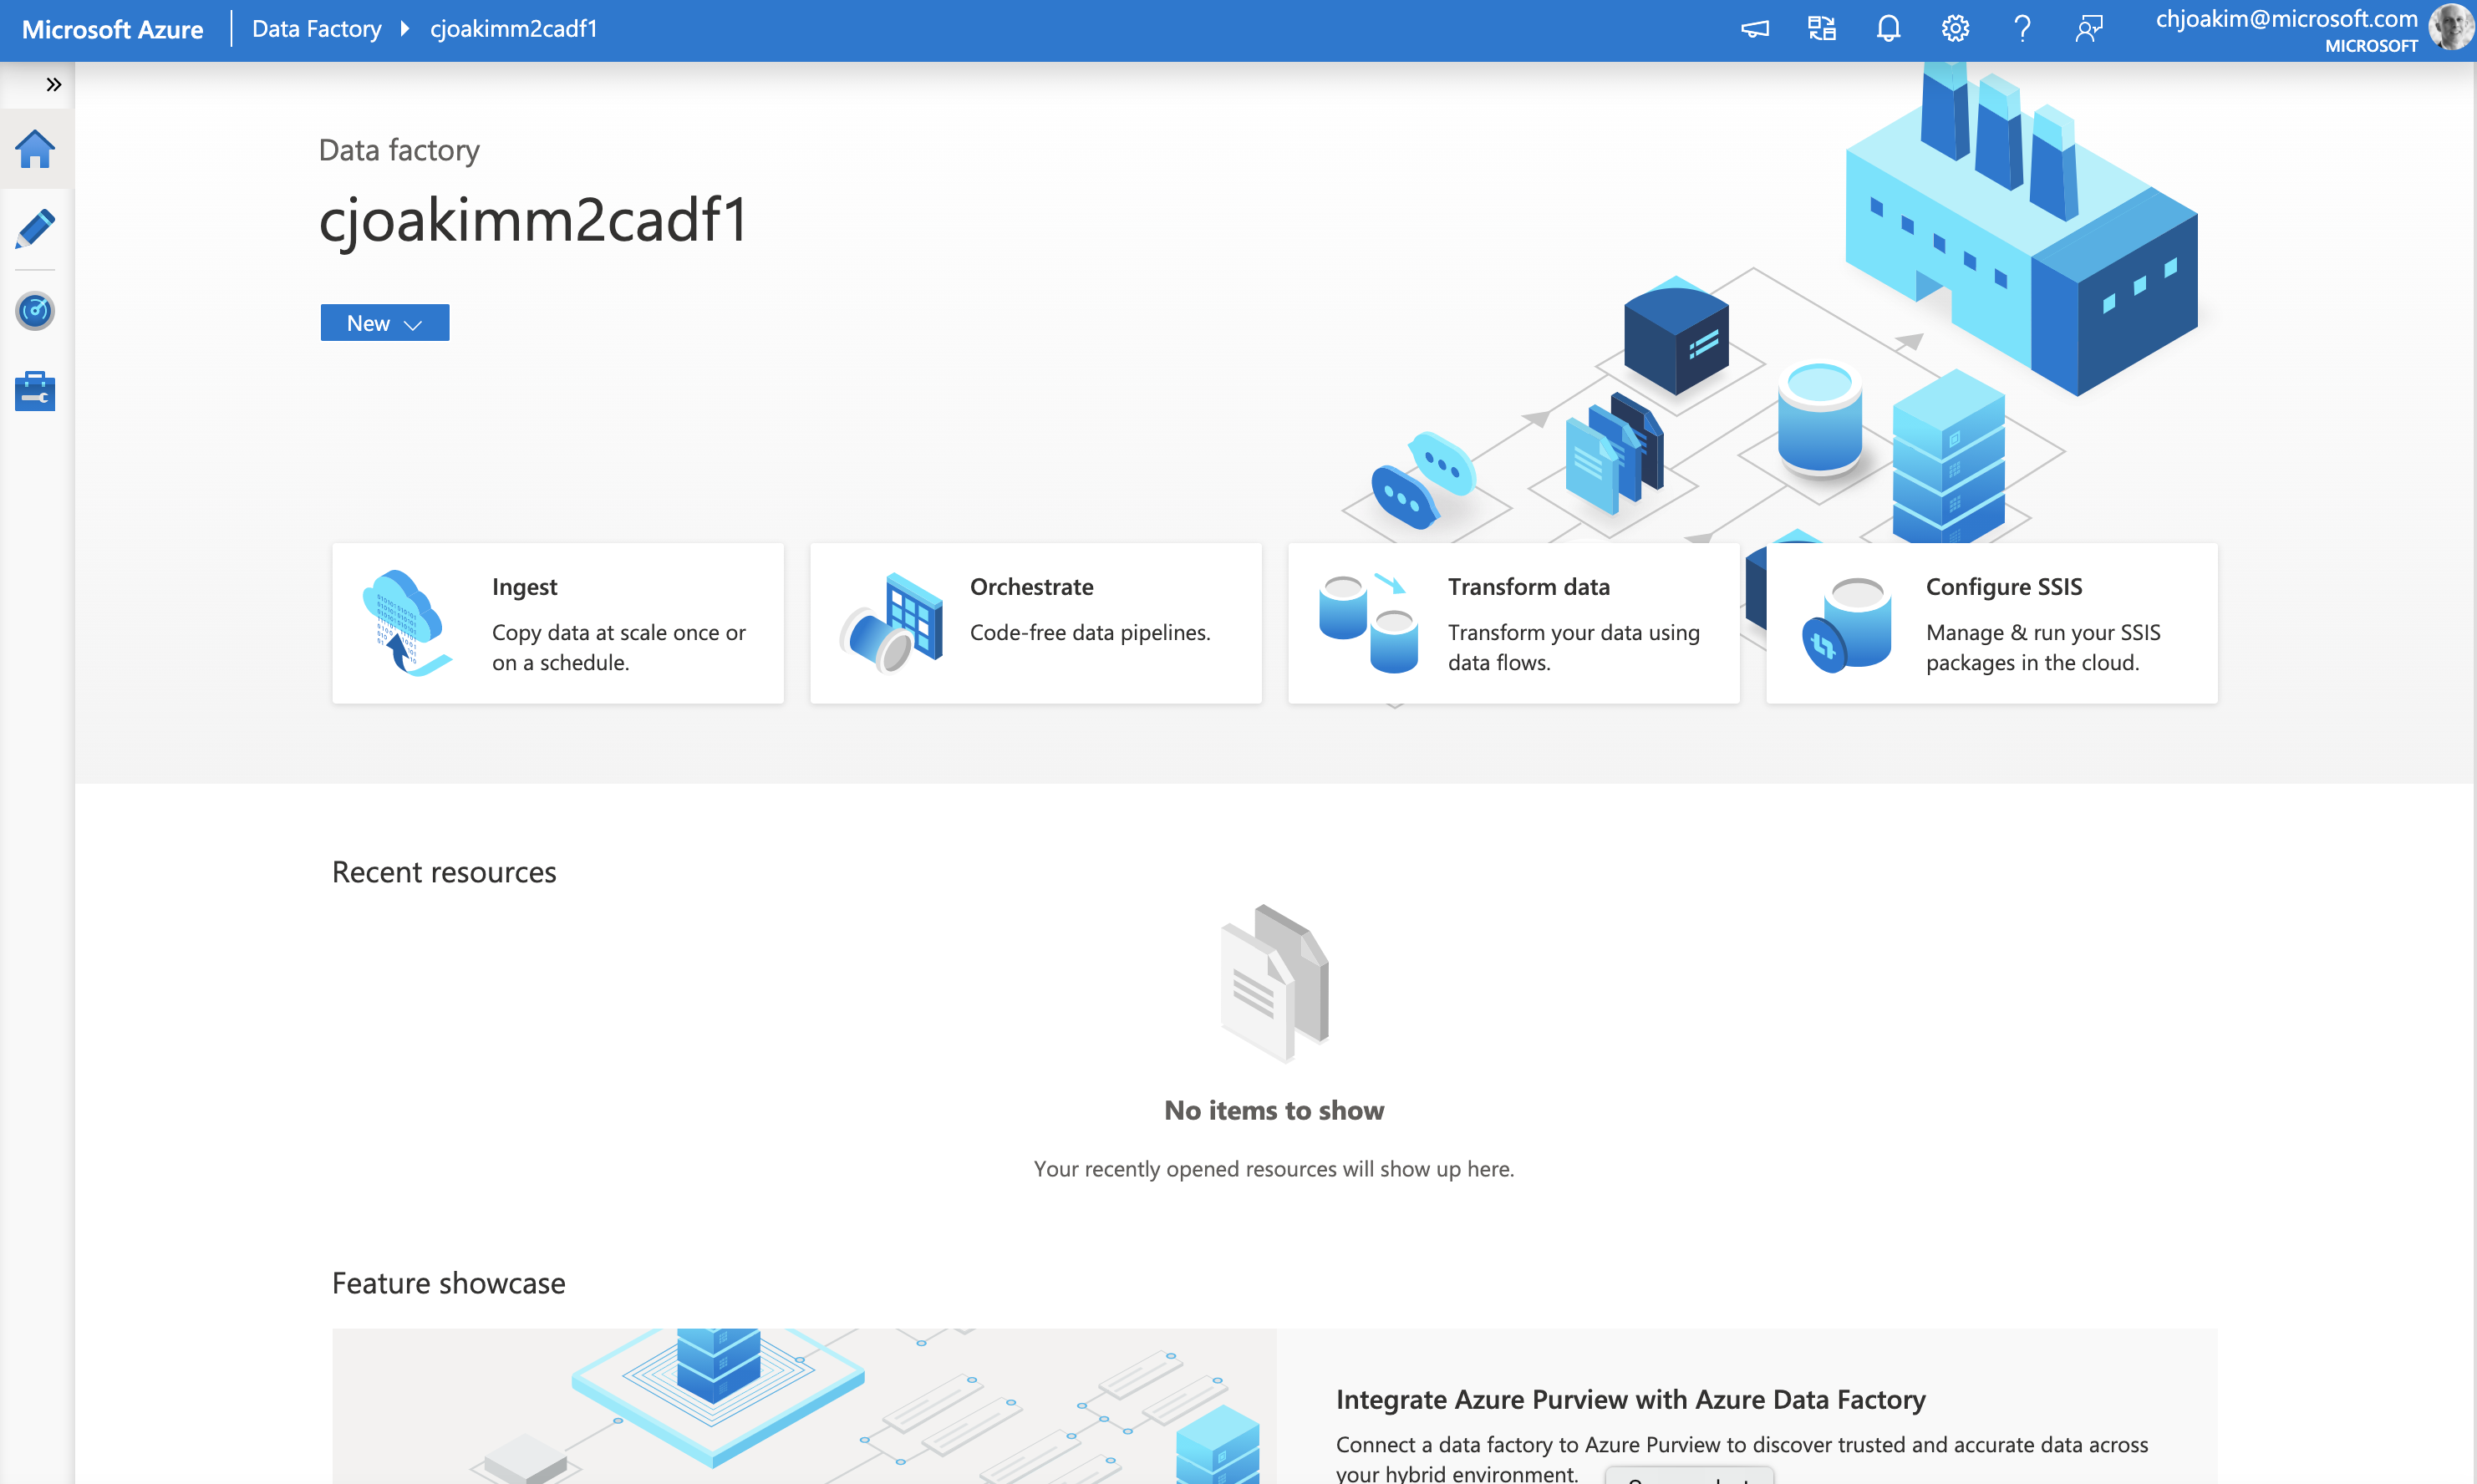 Microsoft Azure
Data Factory
cjoakimm2cadf1
chjoakim@microsoft.com
MICROSOFT
Data factory
cjoakimm2cadf1
New
Ingest
Copy data at scale once or
on a schedule.
Orchestrate
Code-free data pipelines.
Transform data
Transform your data using
data flows.
Configure SSIS
Manage & run your SSIS
packages in the cloud.
Recent resources
No items to show
Your recently opened resources will show up here.
Feature showcase
Integrate Azure Purview with Azure Data Factory
Connect a data factory to Azure Purview to discover trusted and accurate data across
your hybrid environment.